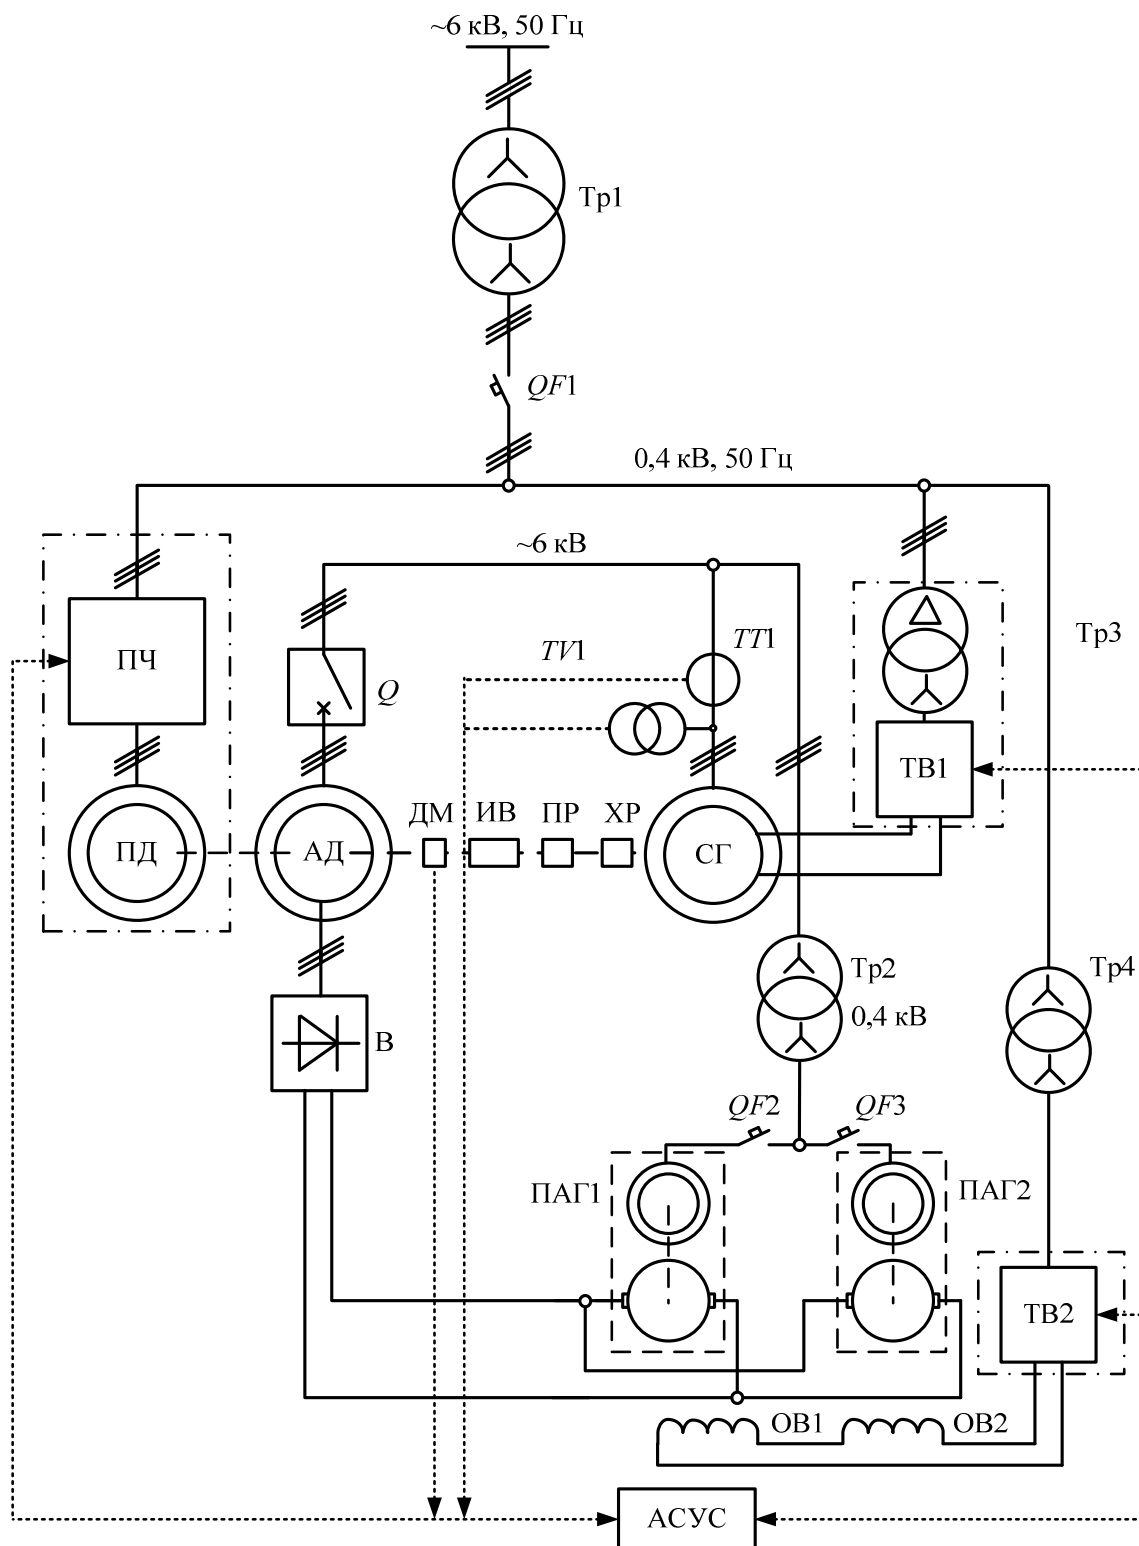 ~6 кВ, 50 Гц
Тр1
QF1
0,4 кВ, 50 Гц
~6 кВ
ПЧ
Q
TV1
TT1
Тр3
ТВ1
ПД
АД
ДМ
ИВ
ПР
ХР
СГ
Тр2
0,4 кВ
Тр4
В
QF2
QF3
ПАГ1
ПАГ2
ТВ2
ОВ1
ОВ2
АСУС